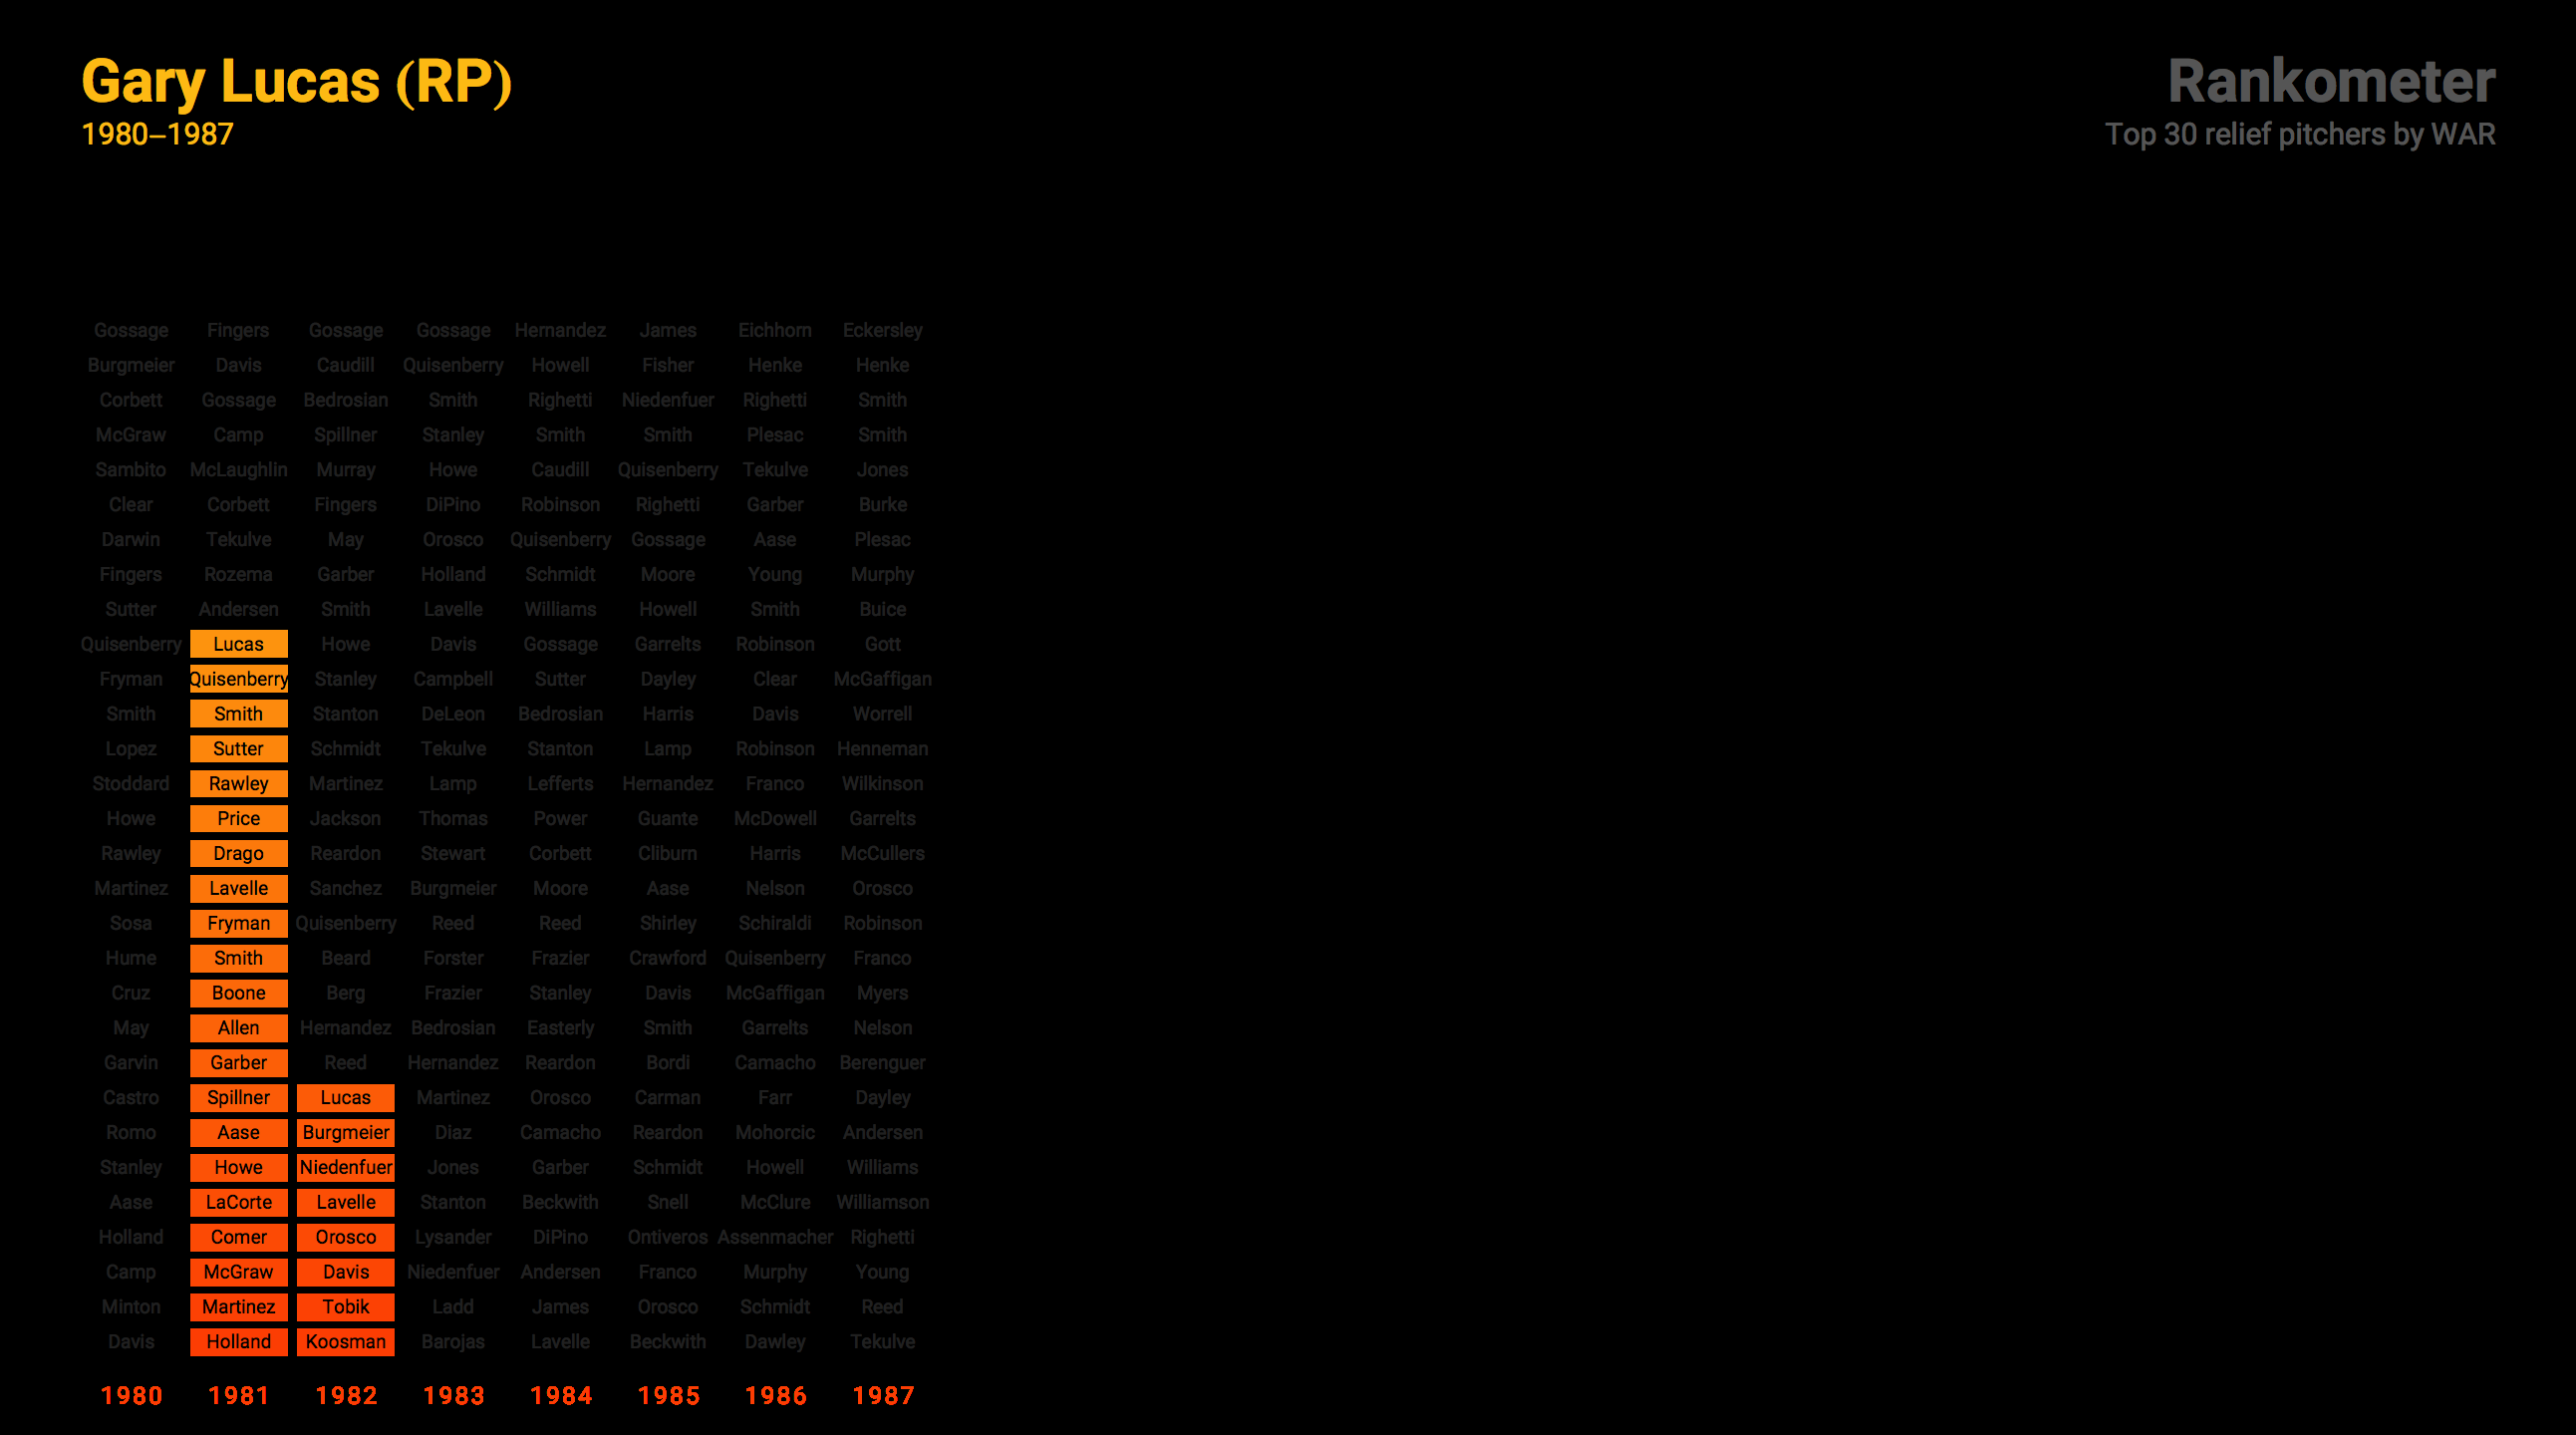 Gary Lucas (RP)
1980–1987
Rankometer
Top 30 relief pitchers by WAR
Gossage Fingers Gossage Gossage Hernandez James Eichhorn Eckersley
Burgmeier Davis Caudill Quisenberry Howell Fisher Henke Henke
Corbett Gossage Bedrosian Smith Righetti Niedenfuer Righetti Smith
McGraw Camp Spillner Stanley Smith Smith Plesac Smith
Sambito McLaughlin Murray Howe Caudill Quisenberry Tekulve Jones
Clear Corbett Fingers DiPino Robinson Righetti Garber Burke
Darwin Tekulve May Orosco Quisenberry Gossage Aase Plesac
Fingers Rozema Garber Holland Schmidt Moore Young Murphy
Sutter Andersen Smith Lavelle Williams Howell Smith Buice
Quisenberry Lucas Howe Davis Gossage Garrelts Robinson Gott
Fryman Quisenberry Stanley Campbell Sutter Dayley Clear McGaffigan
Smith Smith Stanton DeLeon Bedrosian Harris Davis Worrell
Lopez Sutter Schmidt Tekulve Stanton Lamp Robinson Henneman
Stoddard Rawley Martinez Lamp Lefferts Hernandez Franco Wilkinson
Howe Price Jackson Thomas Power Guante McDowell Garrelts
Rawley Drago Reardon Stewart Corbett Cliburn Harris McCullers
Martinez Lavelle Sanchez Burgmeier Moore Aase Nelson Orosco
Sosa Fryman Quisenberry Reed Reed Shirley Schiraldi Robinson
Hume Smith Beard Forster Frazier Crawford Quisenberry Franco
Cruz Boone Berg Frazier Stanley Davis McGaffigan Myers
May Allen Hernandez Bedrosian Easterly Smith Garrelts Nelson
Garvin Garber Reed Hernandez Reardon Bordi Camacho Berenguer
Castro Spillner Lucas Martinez Orosco Carman Farr Dayley
Romo Aase Burgmeier Diaz Camacho Reardon Mohorcic Andersen
Stanley Howe Niedenfuer Jones Garber Schmidt Howell Williams
Aase LaCorte Lavelle Stanton Beckwith Snell McClure Williamson
Holland Comer Orosco Lysander DiPino Ontiveros Assenmacher Righetti
Camp McGraw Davis Niedenfuer Andersen Franco Murphy Young
Minton Martinez Tobik Ladd James Orosco Schmidt Reed
Davis Holland Koosman Barojas Lavelle Beckwith Dawley Tekulve
1980 1981 1982 1983 1984 1985 1986 1987